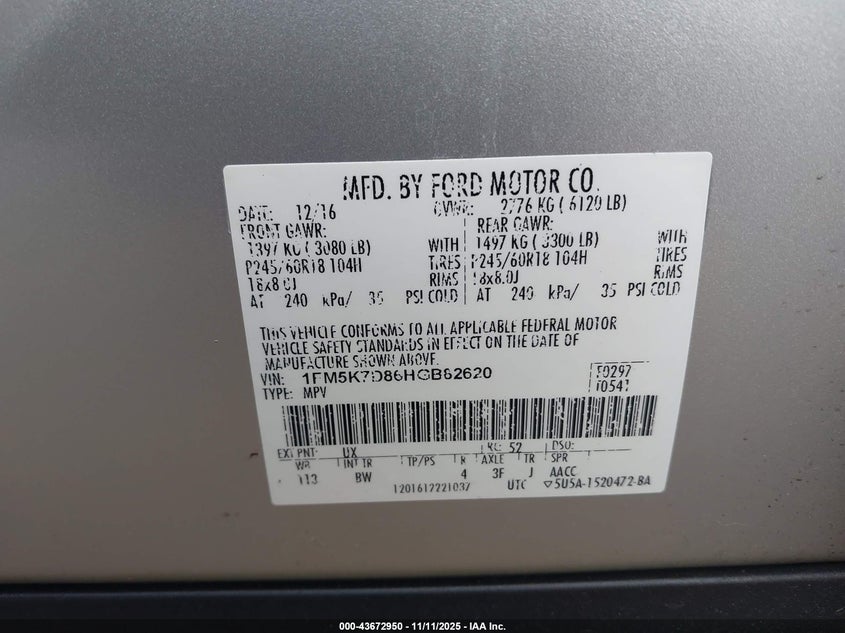 MFD. BY FORD MOTOR CO.
DATE: 12/16 GVWR: 2776 KG ( 6120 LB)
FRONT GAWR: REAR GAWR:
1397 KG ( 3080 LB) WITH 1497 KG ( 3300 LB) WITH
P245/60R18 104H TIRES P245/60R18 104H TIRES
18x8.0J RIMS 18x8.0J RIMS
AT 240 kPa/ 35 PSI COLD AT 240 kPa/ 35 PSI COLD
THIS VEHICLE CONFORMS TO ALL APPLICABLE FEDERAL MOTOR
VEHICLE SAFETY STANDARDS IN EFFECT ON THE DATE OF
MANUFACTURE SHOWN ABOVE.
VIN: 1FM5K7D86HGB62620 F0297
TYPE: MPV T0541
EXT PNT: UX RC: 52 DSO:
WB INT TR TP/PS R AXLE TR SPR
113 BW 4 3F J AACC
1201612221037 UTC ▽5U5A-1520472-BA
000-43672950 - 11/11/2025 - IAA Inc.